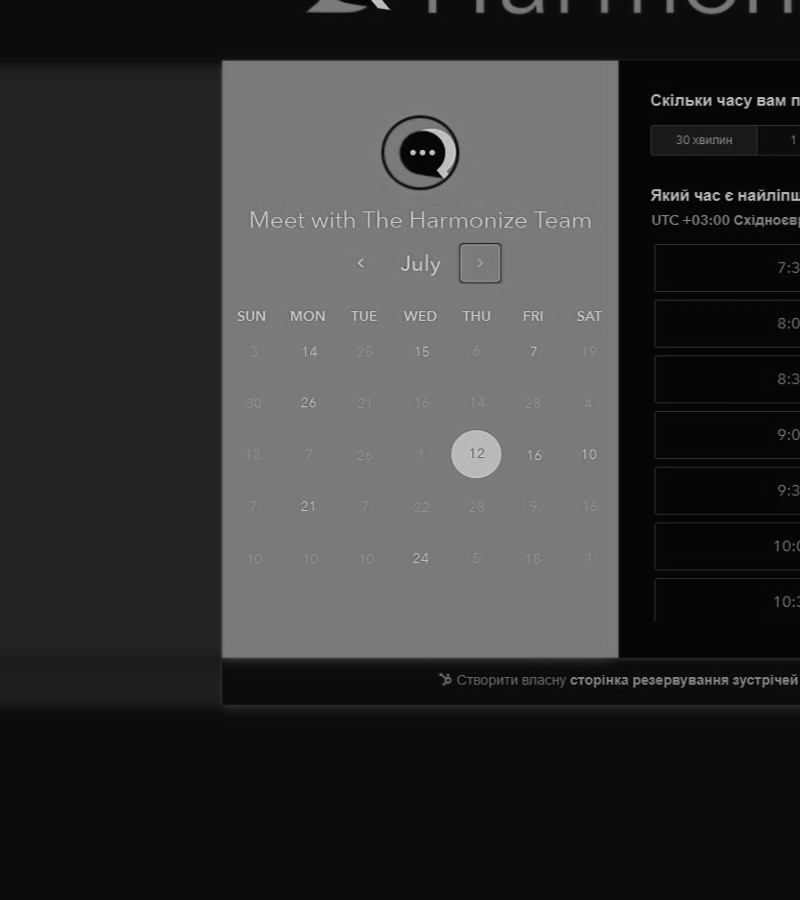 Harmoni
Meet with The Harmonize Team
July
SUN MON TUE WED THU FRI SAT
3 14 28 15 6 7 19
30 26 21 16 14 28 4
13 7 26 1 12 16 10
7 21 7 22 28 9 16
10 10 10 24 5 18 1
Скільки часу вам п
30 хвилин 1
Який час є найліпш
UTC +03:00 Східноєвр
7:3
8:0
8:3
9:0
9:3
10:0
10:3
Створити власну сторінка резервування зустрічей